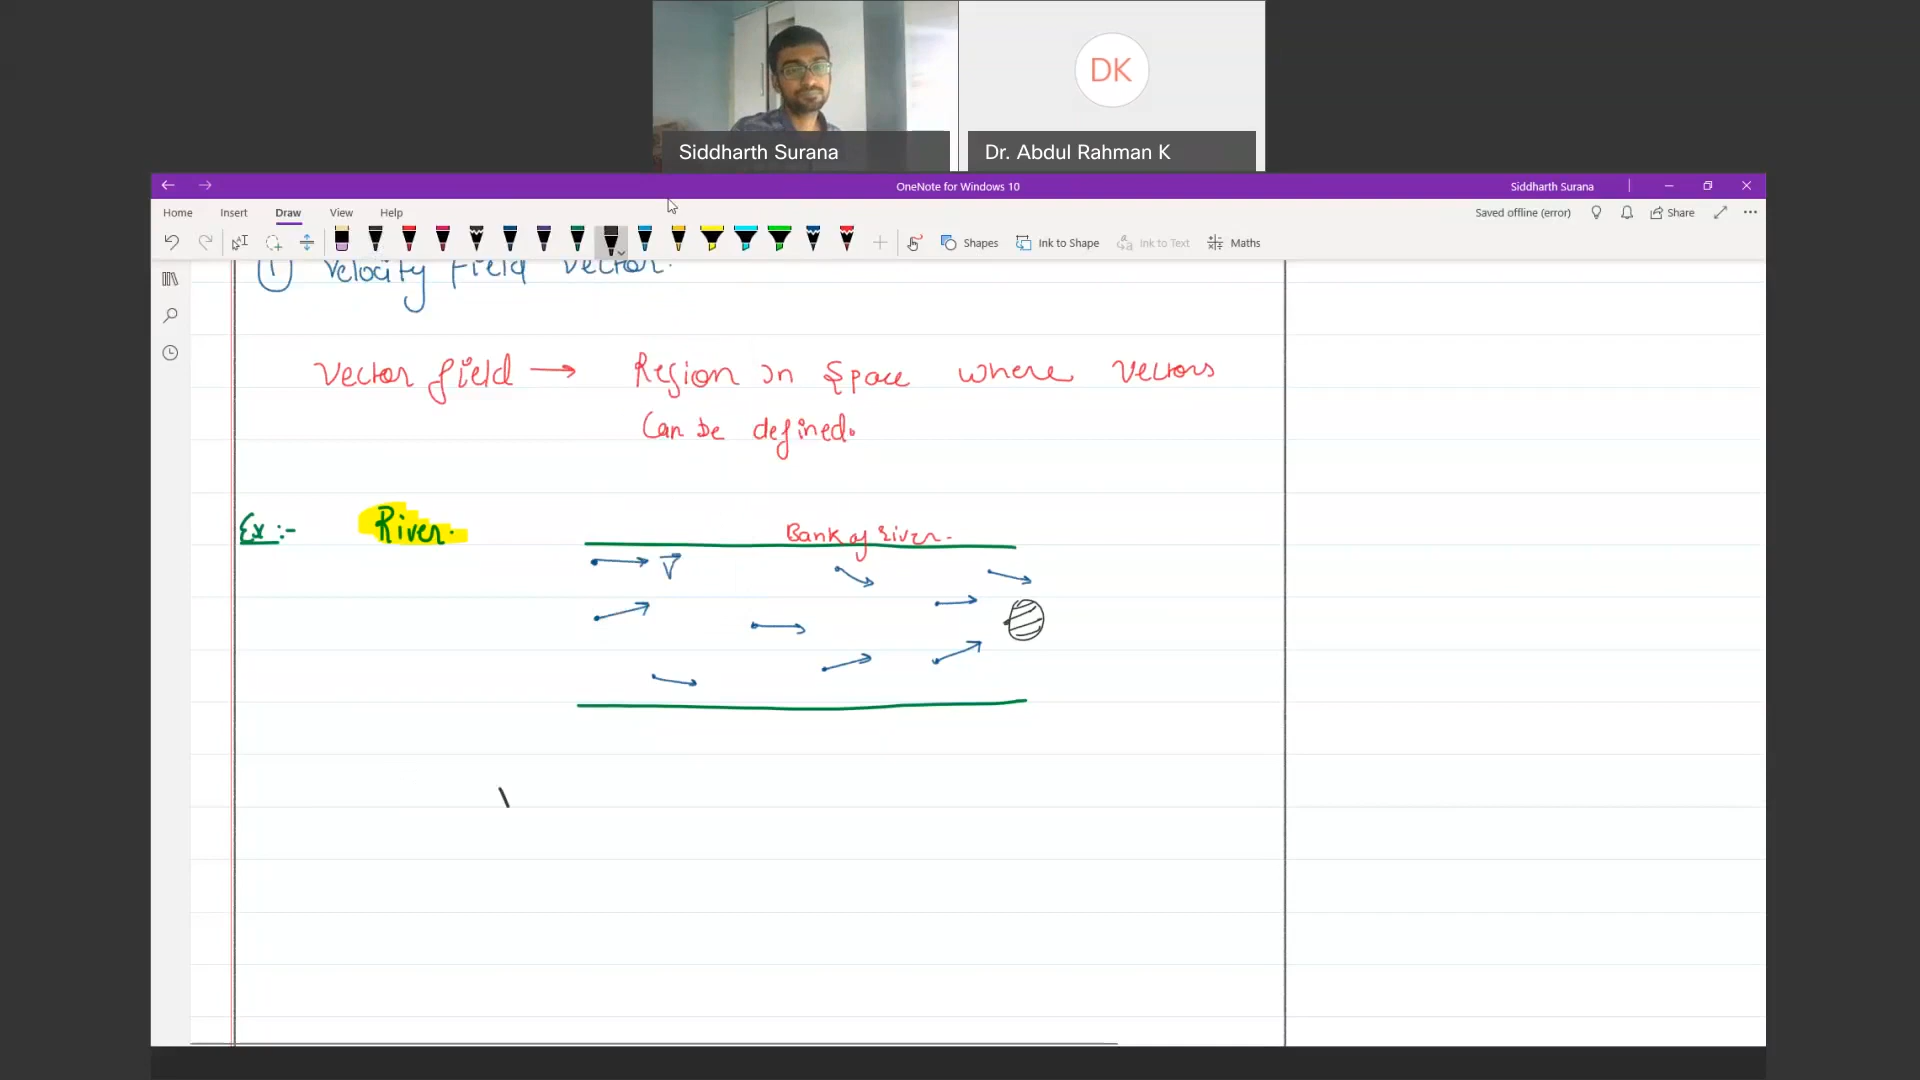 DK
Siddharth Surana
Dr. Abdul Rahman K
OneNote for Windows 10
Siddharth Surana
Home Insert Draw View Help
Saved offline (error)
Share
Shapes
Ink to Shape
Ink to Text
Maths
① Velocity Field Vector.
Vector field → Region in Space where Vectors
Can be defined.
Ex :- River.
Bank of river.
V